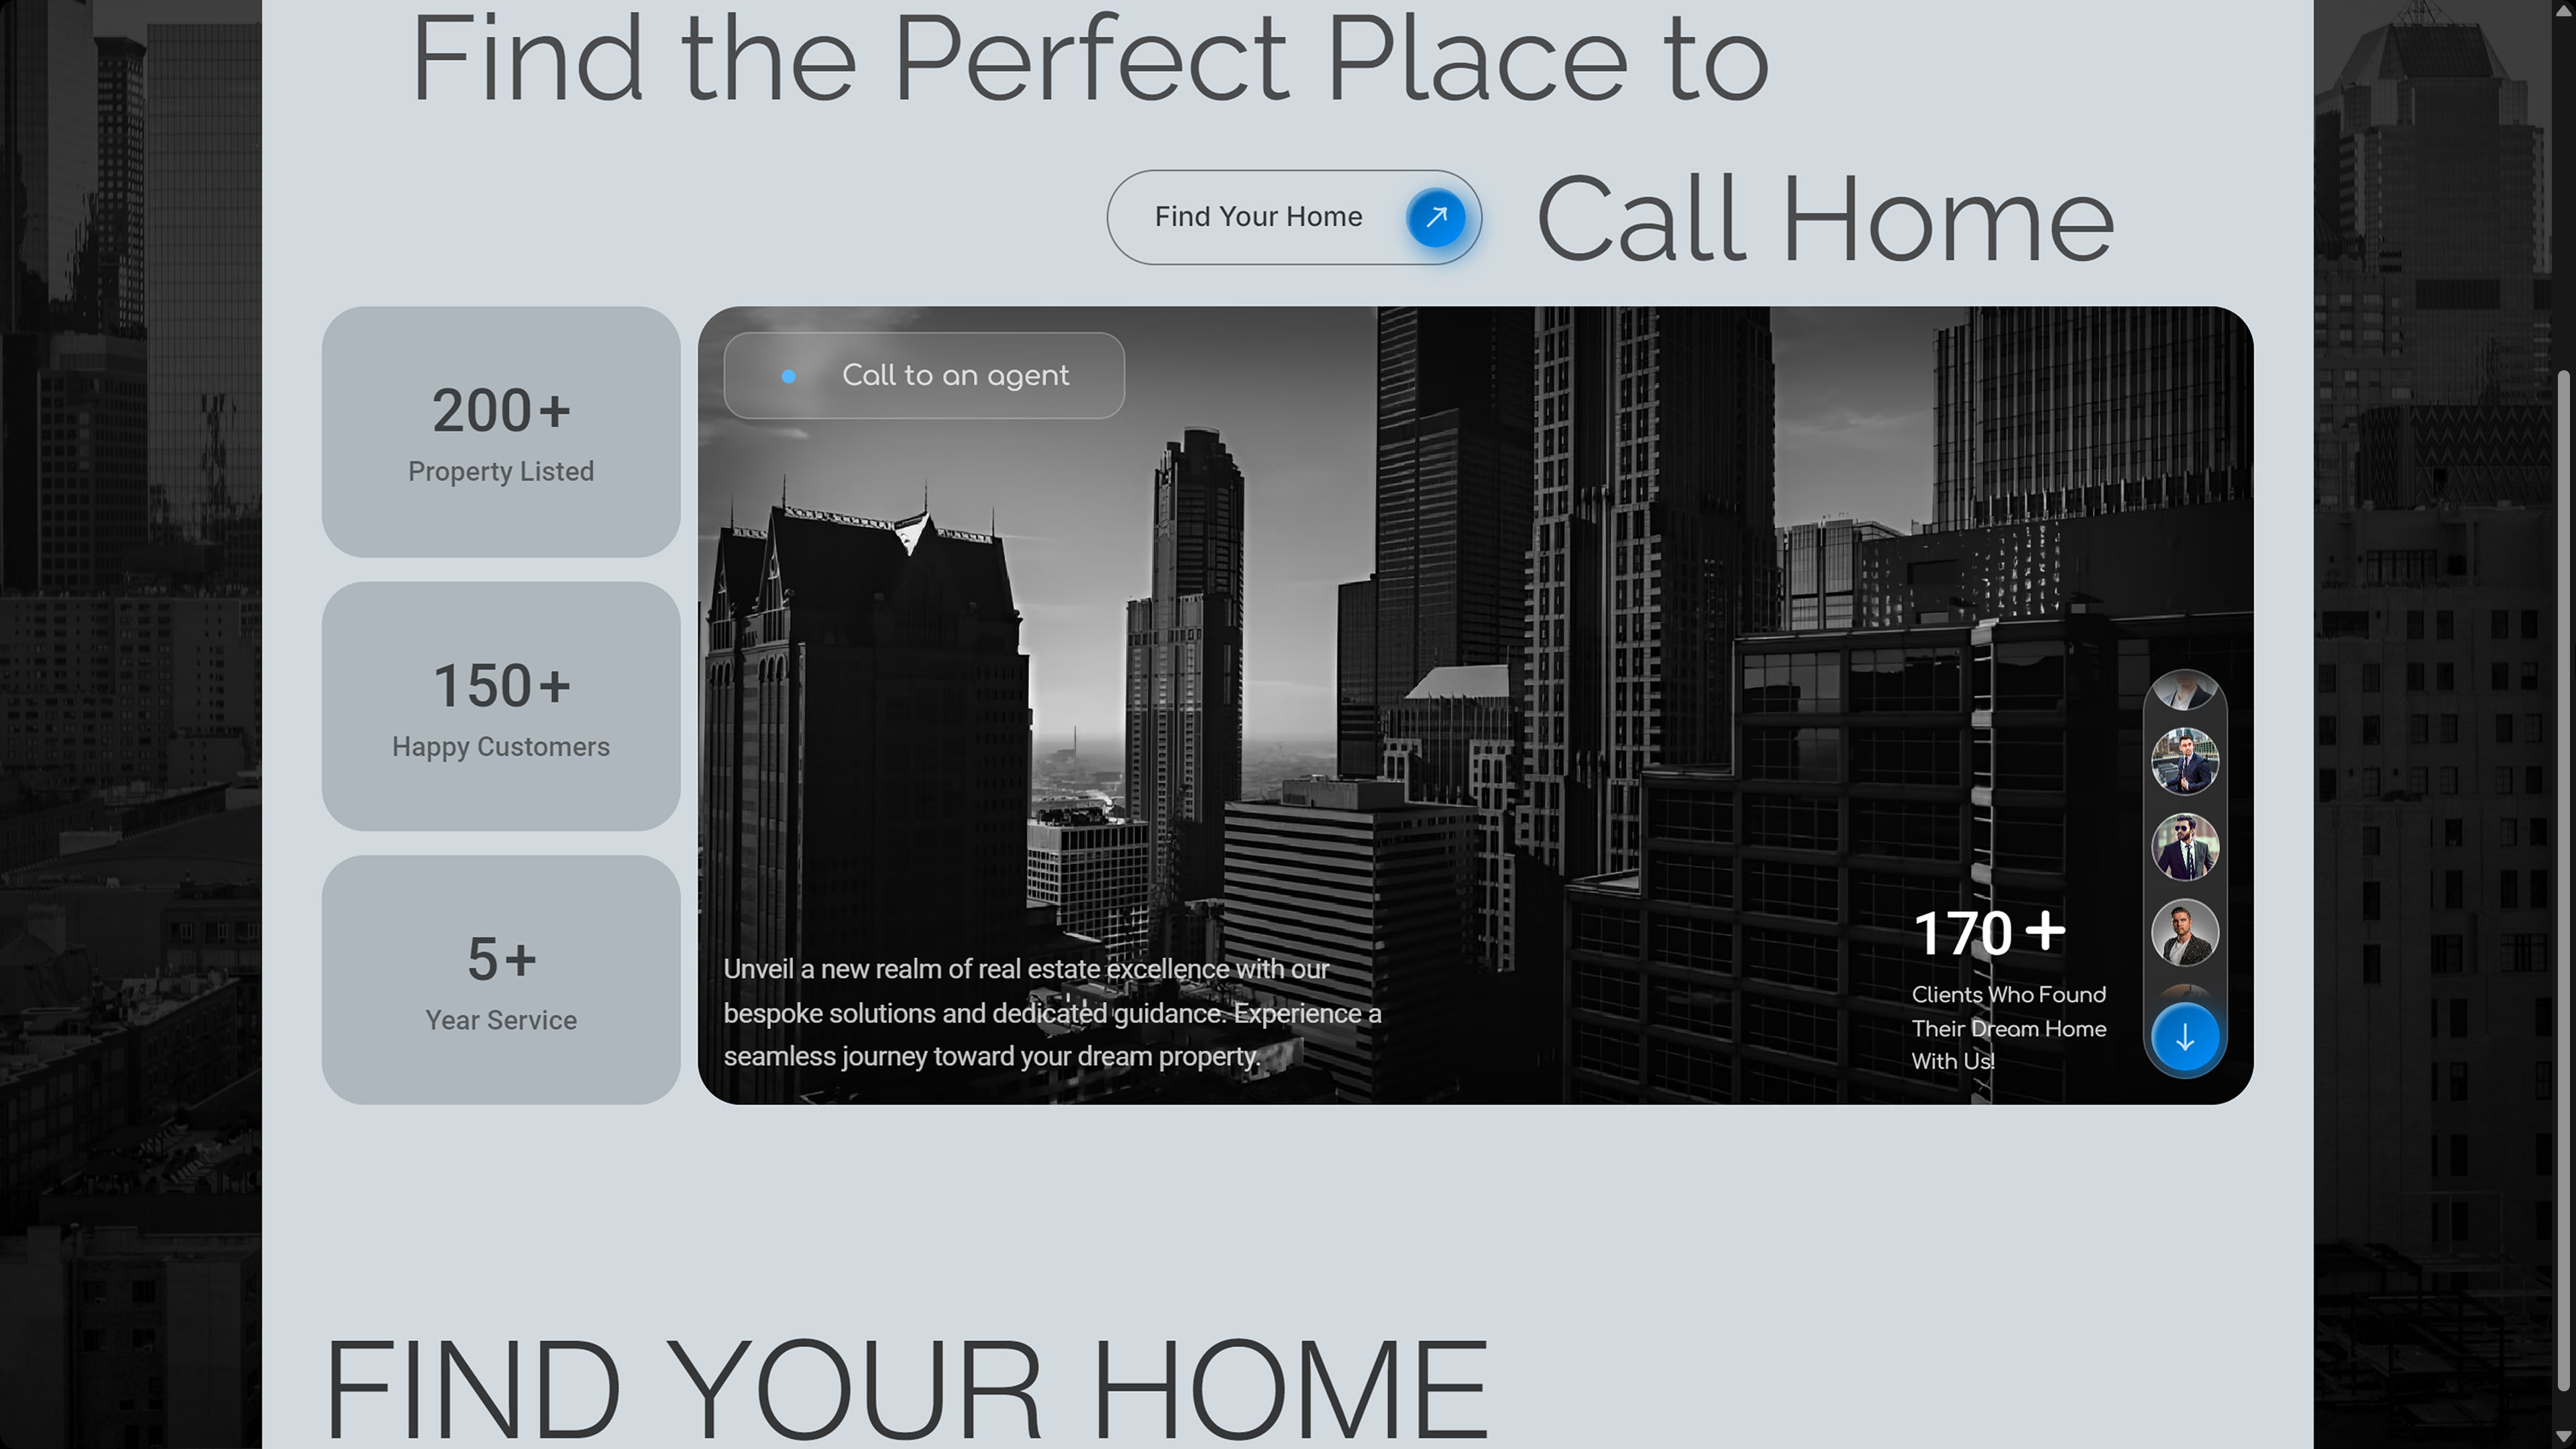 Find the Perfect Place to
Find Your Home
Call Home
200+
Property Listed
150+
Happy Customers
5+
Year Service
Call to an agent
Unveil a new realm of real estate excellence with our
bespoke solutions and dedicated guidance. Experience a
seamless journey toward your dream property.
170+
Clients Who Found
Their Dream Home
With Us!
FIND YOUR HOME